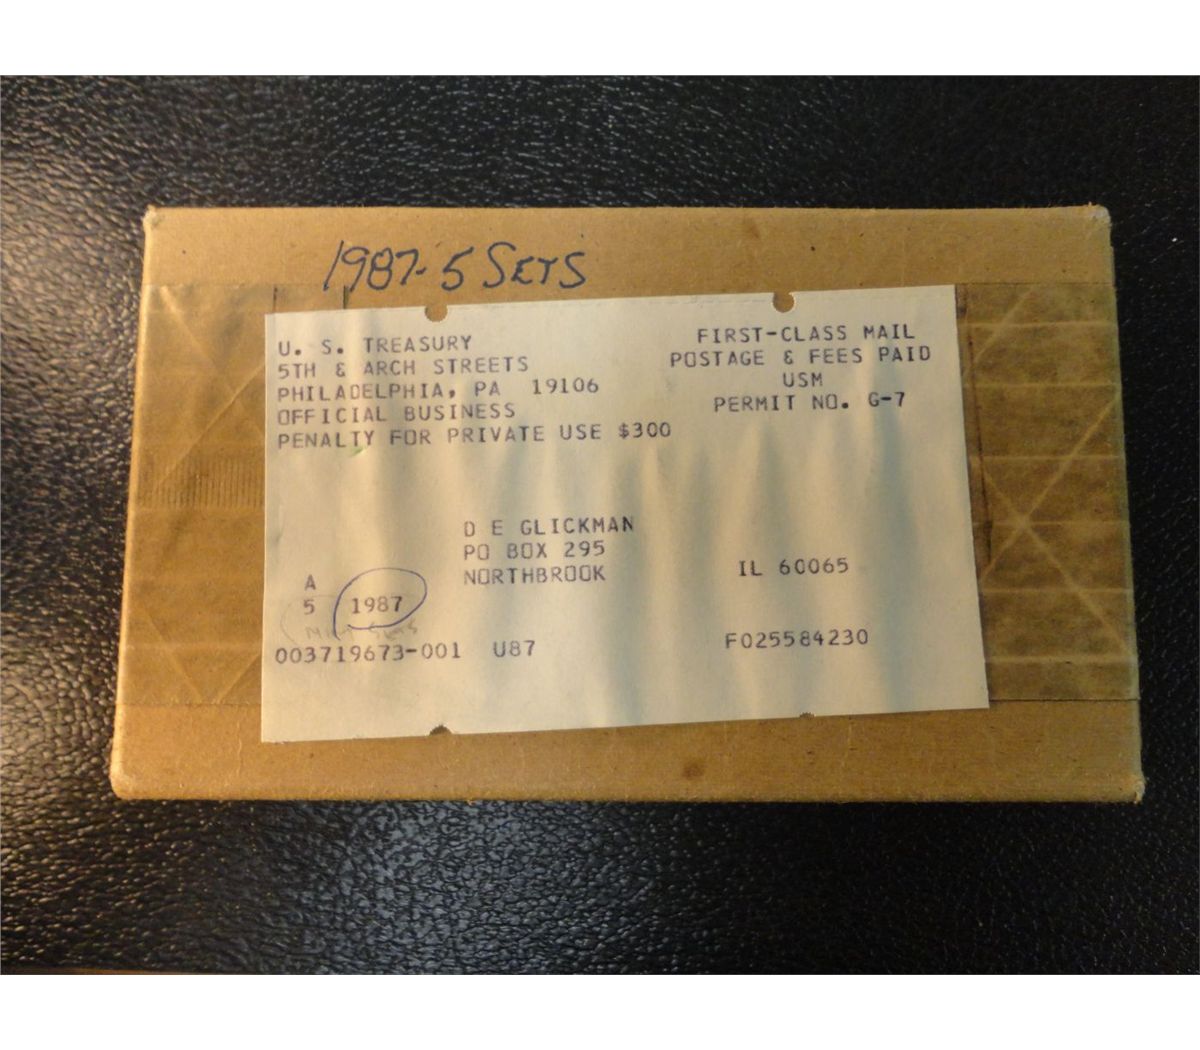 1987-5 SETS
U. S. TREASURY
5TH & ARCH STREETS
PHILADELPHIA, PA 19106
OFFICIAL BUSINESS
PENALTY FOR PRIVATE USE $300
FIRST-CLASS MAIL
POSTAGE & FEES PAID
USM
PERMIT NO. G-7
D E GLICKMAN
PO BOX 295
NORTHBROOK IL 60065
A
5 1987
MINT SETS
003719673-001 U87 F025584230